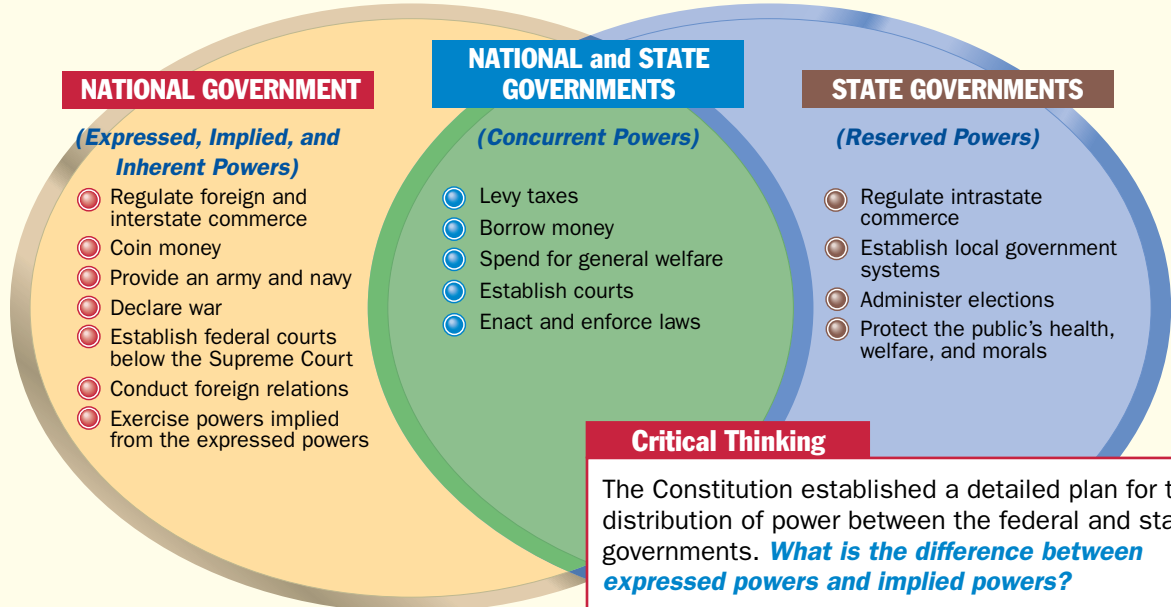 NATIONAL GOVERNMENT
(Expressed, Implied, and
Inherent Powers)
Regulate foreign and
interstate commerce
Coin money
Provide an army and navy
Declare war
Establish federal courts
below the Supreme Court
Conduct foreign relations
Exercise powers implied
from the expressed powers
NATIONAL and STATE
GOVERNMENTS
(Concurrent Powers)
Levy taxes
Borrow money
Spend for general welfare
Establish courts
Enact and enforce laws
STATE GOVERNMENTS
(Reserved Powers)
Regulate intrastate
commerce
Establish local government
systems
Administer elections
Protect the public's health,
welfare, and morals
Critical Thinking
The Constitution established a detailed plan for
distribution of power between the federal and
governments. What is the difference between
expressed powers and implied powers?